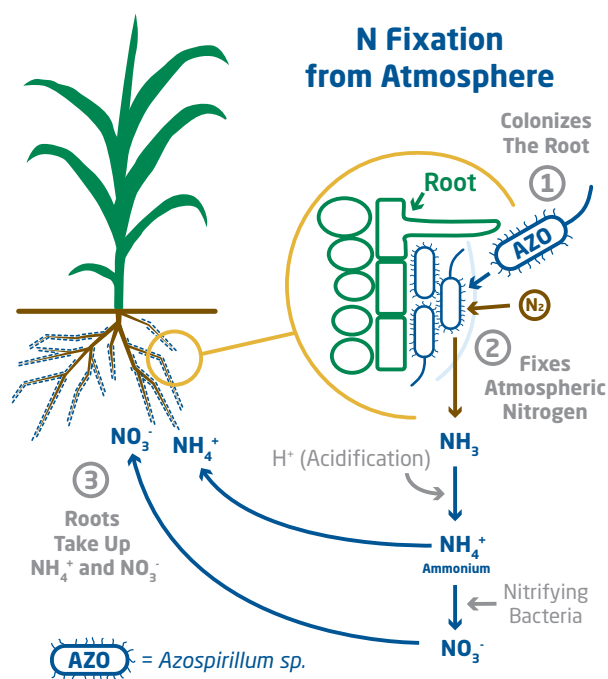 N Fixation
from Atmosphere
Colonizes
The Root
1
Root
AZO
N₂
2
Fixes
Atmospheric
Nitrogen
NH₃
H⁺ (Acidification)
NO₃⁻
NH₄⁺
3
Roots
Take Up
NH₄⁺ and NO₃⁻
NH₄⁺
Ammonium
Nitrifying
Bacteria
NO₃⁻
AZO = Azospirillum sp.